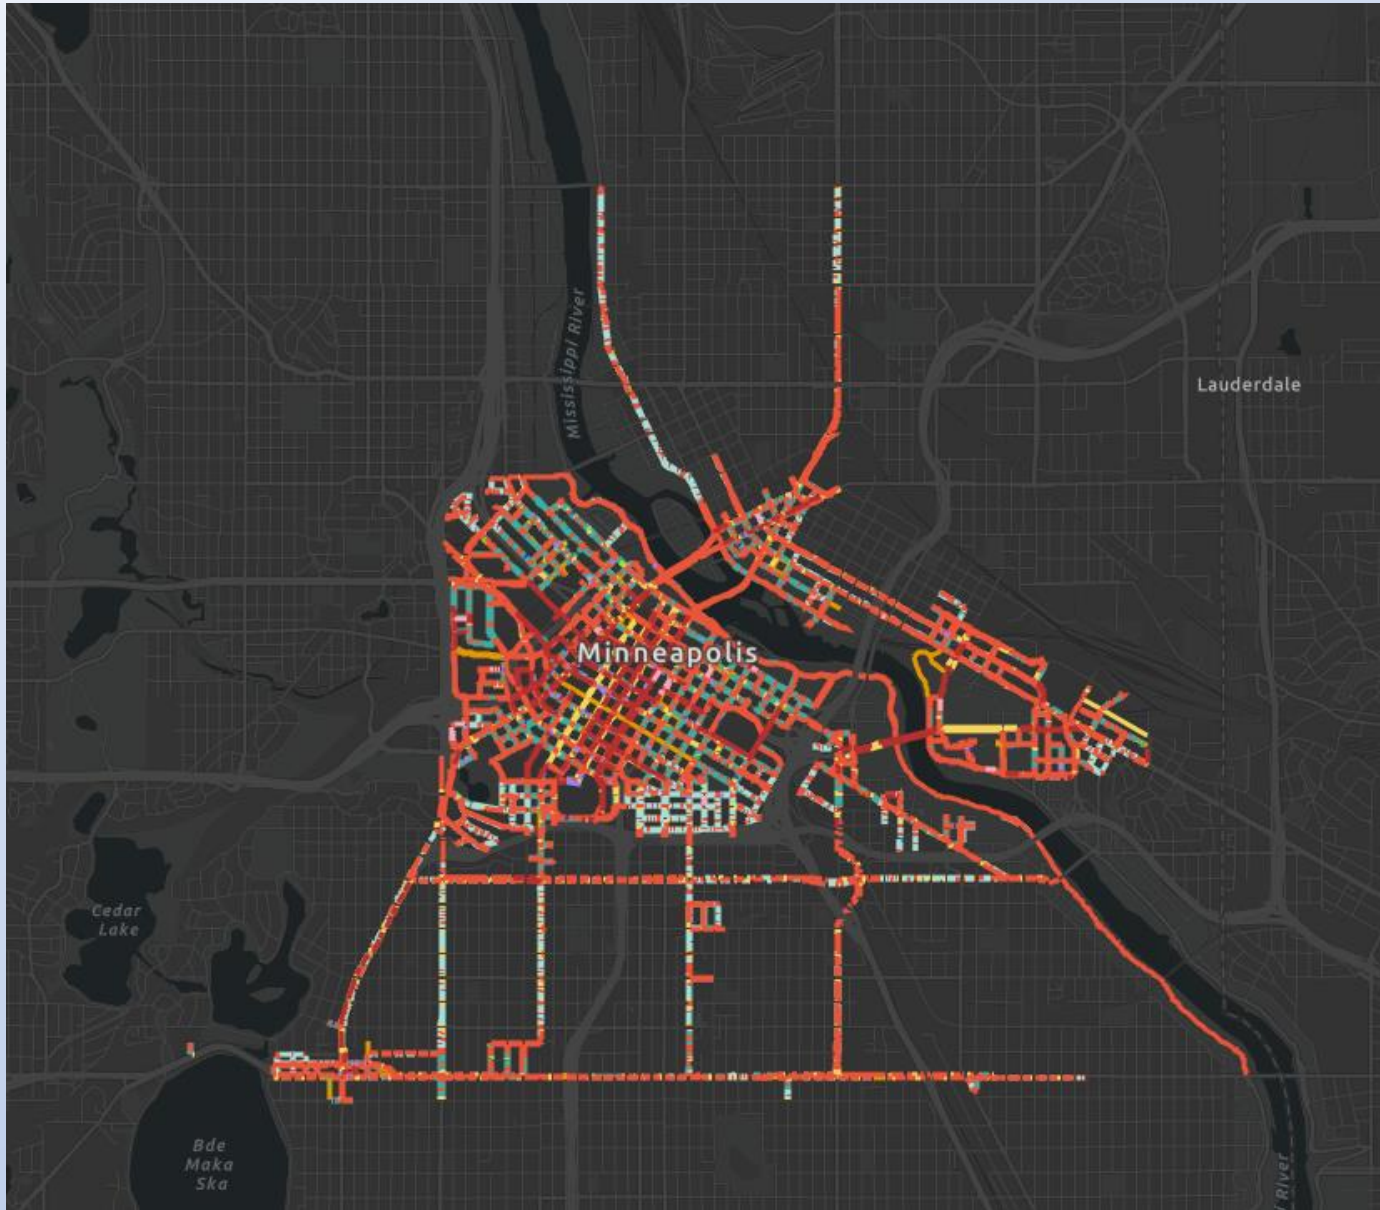 Mississippi River
Lauderdale
Minneapolis
Cedar
Lake
Bde
Maka
Ska
River